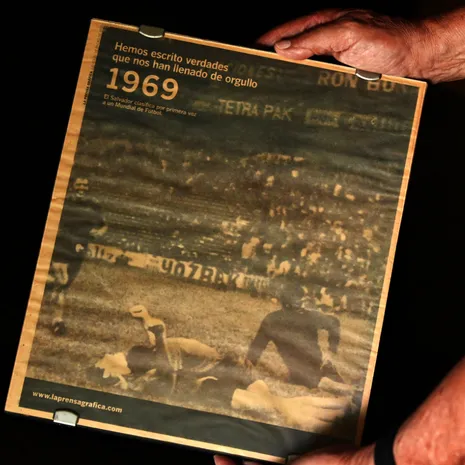 Hemos escrito verdades
que nos han llenado de orgullo
1969
El Salvador clasifica por primera vez
a un Mundial de Fútbol.
RON BO
TETRA PAK
www.laprensagrafica.com